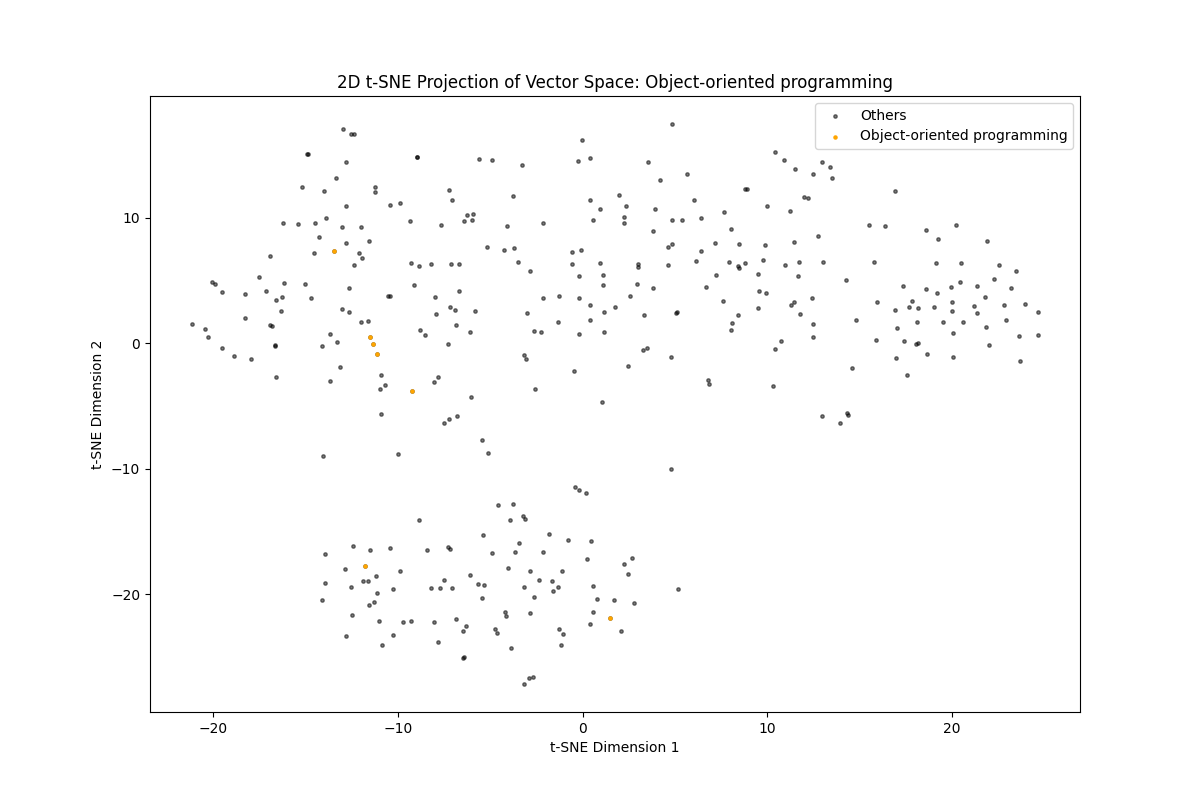 2D t-SNE Projection of Vector Space: Object-oriented programming
Others
Object-oriented programming
10
0
−10
−20
t-SNE Dimension 2
−20
−10
0
10
20
t-SNE Dimension 1